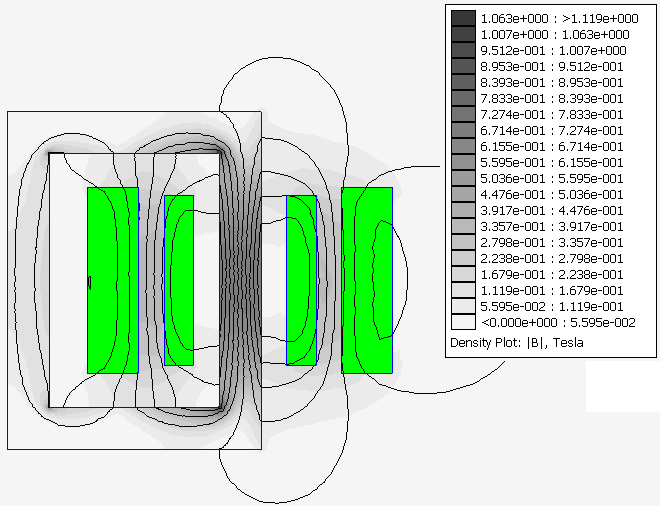 1.063e+000 : >1.119e+000
1.007e+000 : 1.063e+000
9.512e-001 : 1.007e+000
8.953e-001 : 9.512e-001
8.393e-001 : 8.953e-001
7.833e-001 : 8.393e-001
7.274e-001 : 7.833e-001
6.714e-001 : 7.274e-001
6.155e-001 : 6.714e-001
5.595e-001 : 6.155e-001
5.036e-001 : 5.595e-001
4.476e-001 : 5.036e-001
3.917e-001 : 4.476e-001
3.357e-001 : 3.917e-001
2.798e-001 : 3.357e-001
2.238e-001 : 2.798e-001
1.679e-001 : 2.238e-001
1.119e-001 : 1.679e-001
5.595e-002 : 1.119e-001
<0.000e+000 : 5.595e-002
Density Plot: |B|, Tesla